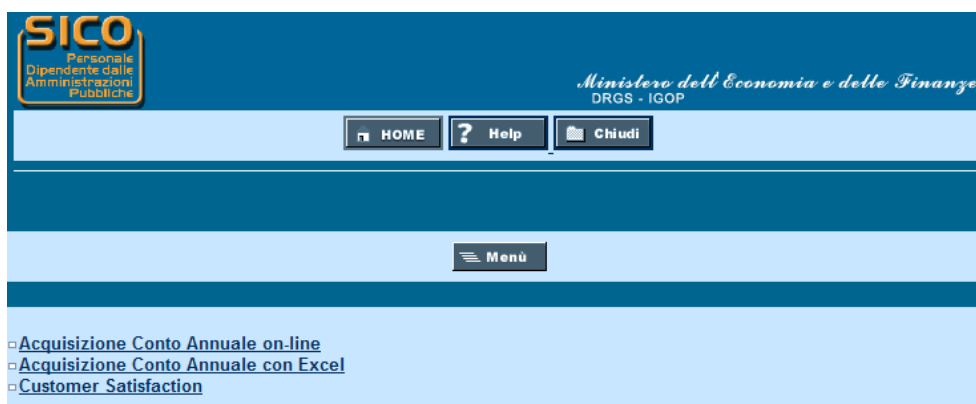 SICO
Personale
Dipendente dalle
Amministrazioni
Pubbliche
Ministero dell'Economia e delle Finanze
DRGS - IGOP
HOME
? Help
Chiudi
Menù
Acquisizione Conto Annuale on-line
Acquisizione Conto Annuale con Excel
Customer Satisfaction